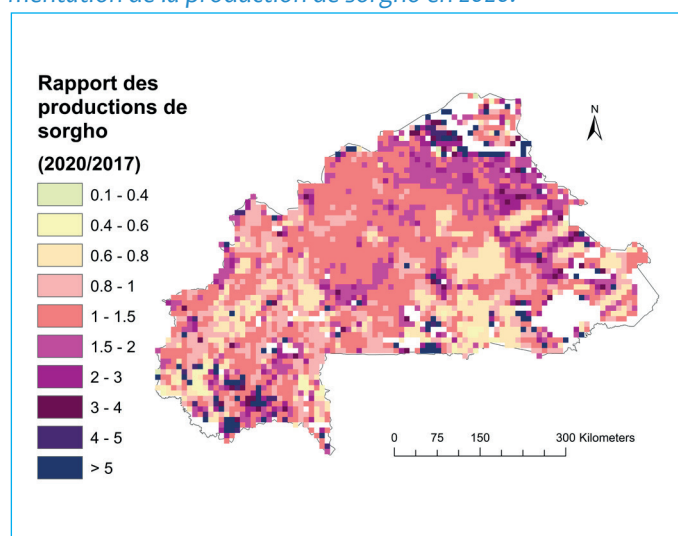 mentation de la production de sorgho en 2020.
Rapport des
productions de
sorgho
(2020/2017)
0.1 - 0.4
0.4 - 0.6
0.6 - 0.8
0.8 - 1
1 - 1.5
1.5 - 2
2 - 3
3 - 4
4 - 5
> 5
N
0 75 150 300 Kilometers